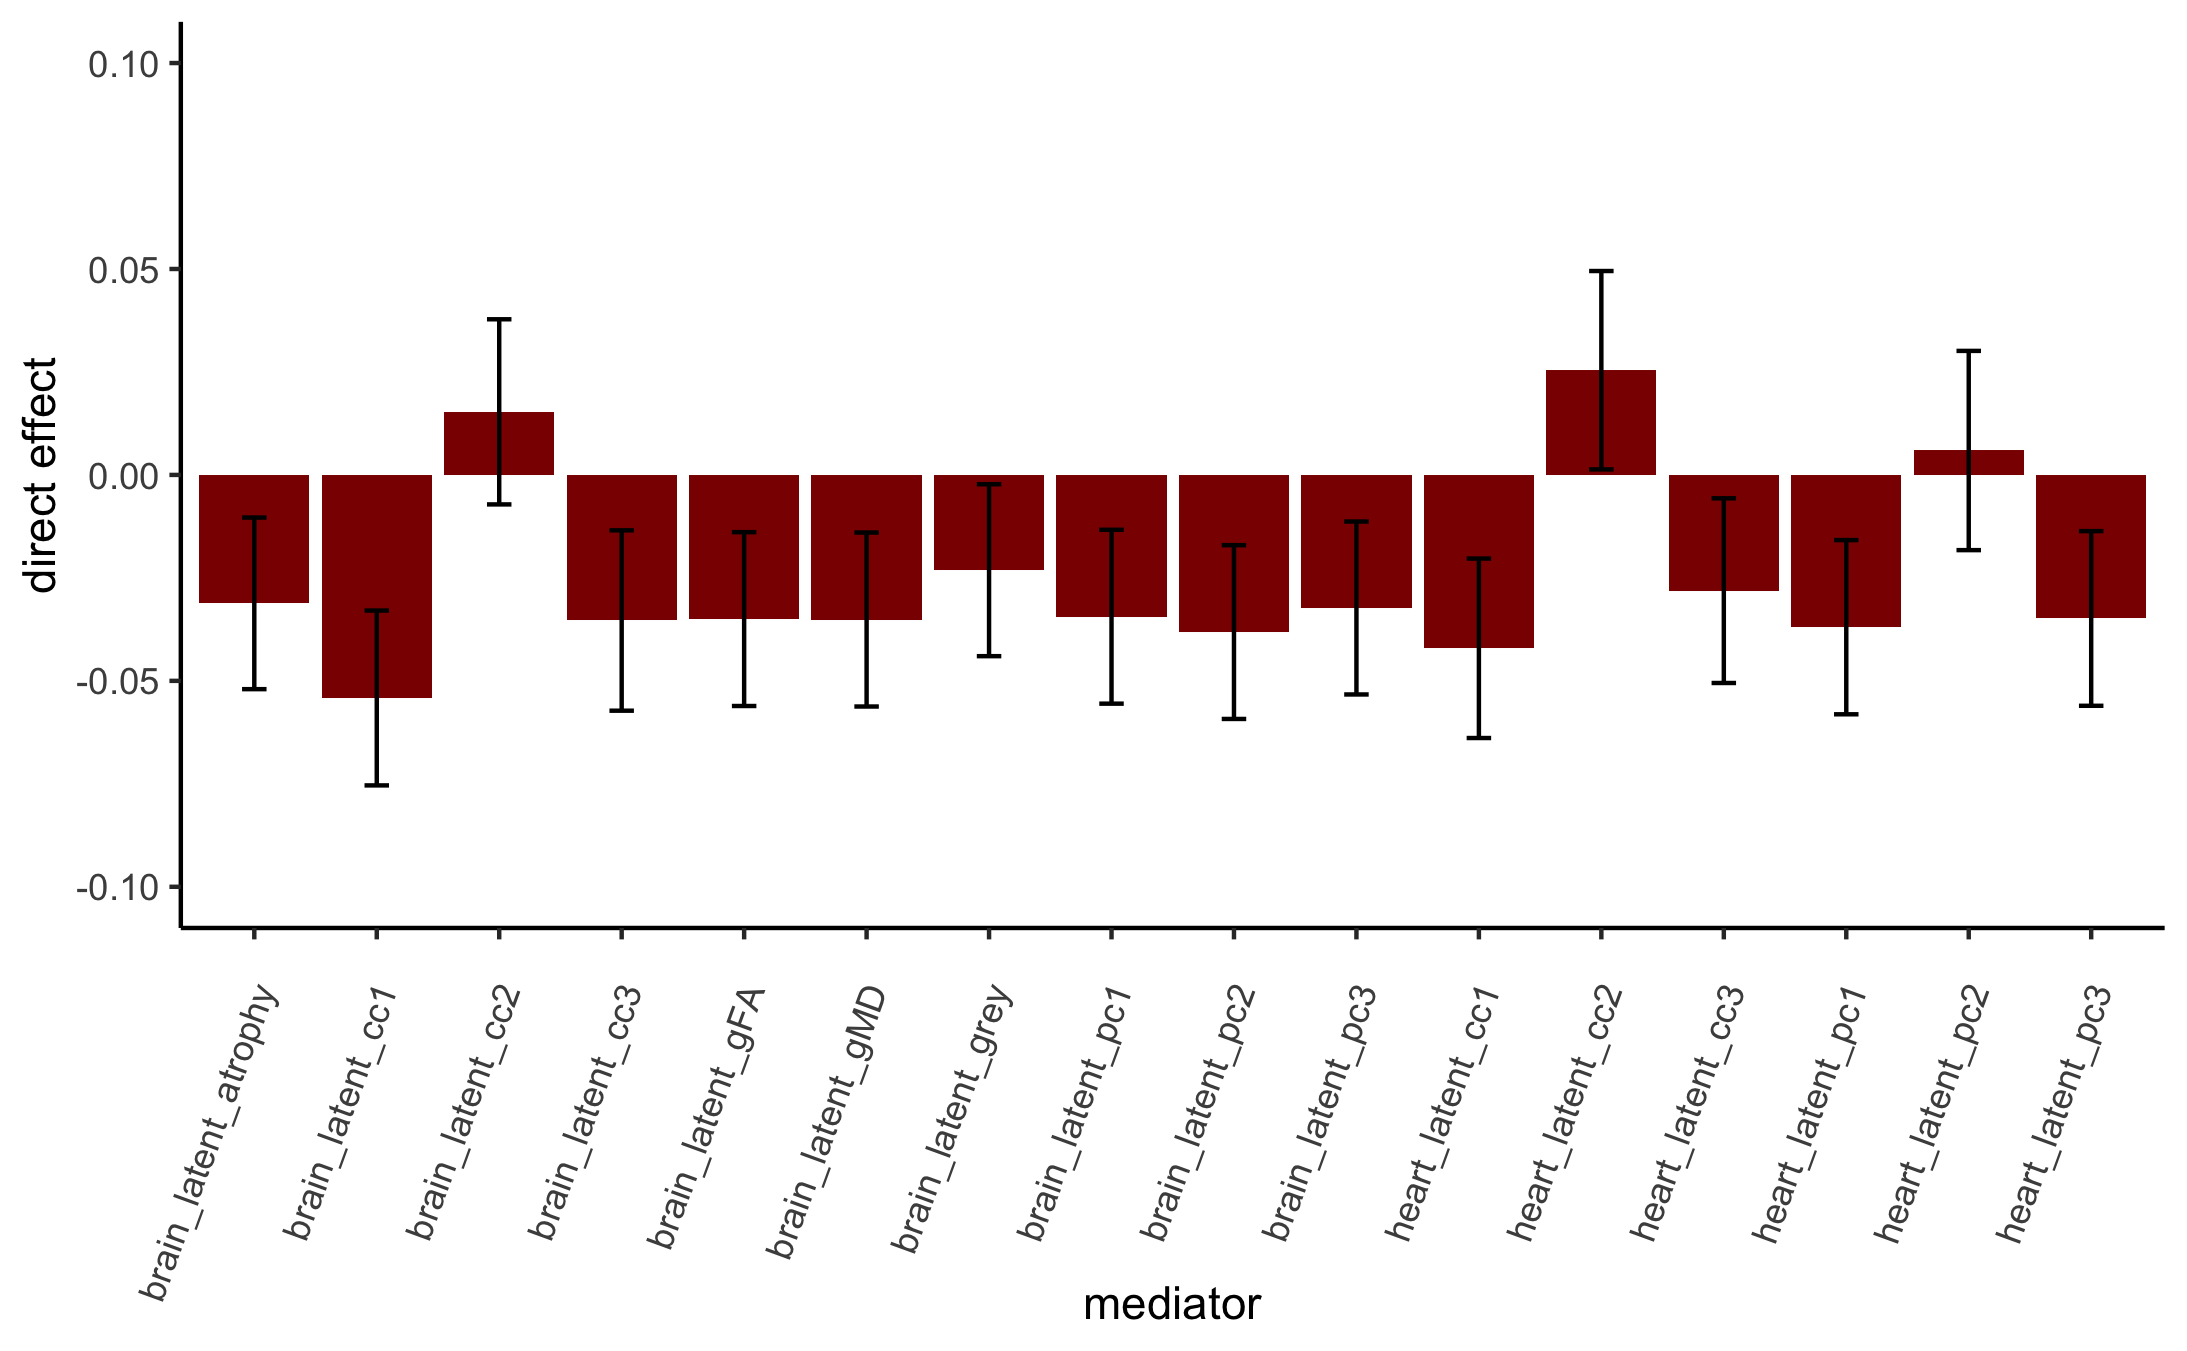 0.10
0.05
0.00
-0.05
-0.10
direct effect
brain_latent_atrophy
brain_latent_cc1
brain_latent_cc2
brain_latent_cc3
brain_latent_gFA
brain_latent_gMD
brain_latent_grey
brain_latent_pc1
brain_latent_pc2
brain_latent_pc3
heart_latent_cc1
heart_latent_cc2
heart_latent_cc3
heart_latent_pc1
heart_latent_pc2
heart_latent_pc3
mediator